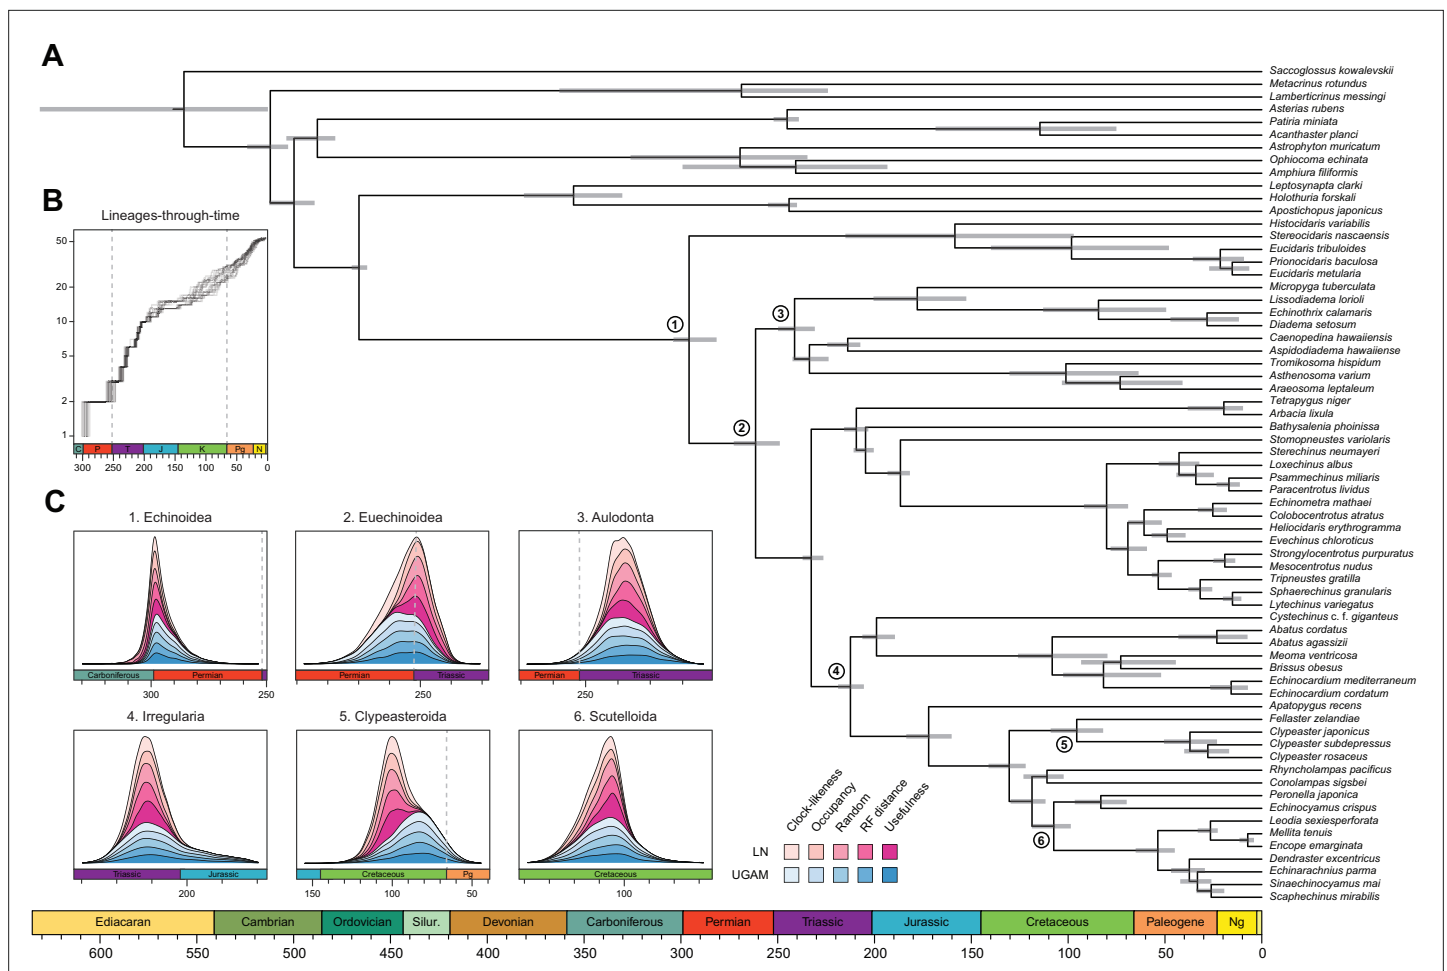 A
Saccoglossus kowalevskii
Metacrinus rotundus
Lamberticrinus messingi
Asterias rubens
Patiria miniata
Acanthaster planci
Astrophyton muricatum
Ophiocoma echinata
Amphiura filiformis
Leptosynapta clarki
Holothuria forskali
Apostichopus japonicus
Histocidaris variabilis
Stereocidaris nascaensis
Eucidaris tribuloides
Prionocidaris baculosa
Eucidaris metularia
Micropyga tuberculata
Lissodiadema lorioli
Echinothrix calamaris
Diadema setosum
Caenopedina hawaiiensis
Aspidodiadema hawaiiense
Tromikosoma hispidum
Asthenosoma varium
Araeosoma leptaleum
Tetrapygus niger
Arbacia lixula
Bathysalenia phoinissa
Stomopneustes variolaris
Sterechinus neumayeri
Loxechinus albus
Psammechinus miliaris
Paracentrotus lividus
Echinometra mathaei
Colobocentrotus atratus
Heliocidaris erythrogramma
Evechinus chloroticus
Strongylocentrotus purpuratus
Mesocentrotus nudus
Tripneustes gratilla
Sphaerechinus granularis
Lytechinus variegatus
Cystechinus c. f. giganteus
Abatus cordatus
Abatus agassizii
Meoma ventricosa
Brissus obesus
Echinocardium mediterraneum
Echinocardium cordatum
Apatopygus recens
Fellaster zelandiae
Clypeaster japonicus
Clypeaster subdepressus
Clypeaster rosaceus
Rhyncholampas pacificus
Conolampas sigsbei
Peronella japonica
Echinocyamus crispus
Leodia sexiesperforata
Mellita tenuis
Encope emarginata
Dendraster excentricus
Echinarachnius parma
Sinaechinocyamus mai
Scaphechinus mirabilis
1
2
3
4
5
6
B
Lineages-through-time
50
20
10
5
2
1
C P T J K Pg N
300 250 200 150 100 50 0
C
1. Echinoidea
Carboniferous Permian
300 250
2. Euechinoidea
Permian Triassic
250
3. Aulodonta
Permian Triassic
250
4. Irregularia
Triassic Jurassic
200
5. Clypeasteroida
Cretaceous Pg
150 100 50
6. Scutelloida
Cretaceous
100
Clock-likeness
Occupancy
Random
RF distance
Usefulness
LN
UGAM
Ediacaran Cambrian Ordovician Silur. Devonian Carboniferous Permian Triassic Jurassic Cretaceous Paleogene Ng
600 550 500 450 400 350 300 250 200 150 100 50 0